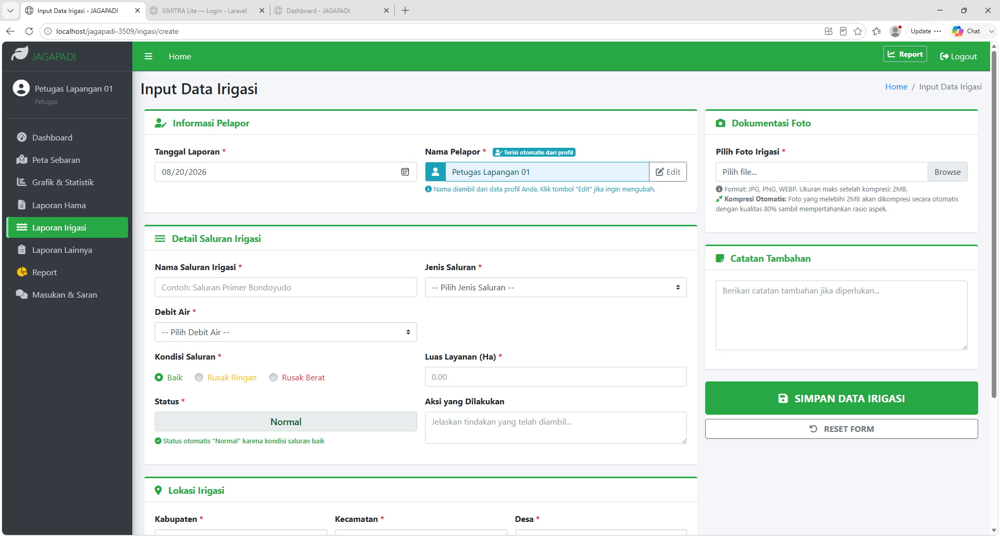 Input Data Irigasi - JAGAPADI
SIMITRA Lite — Login - Laravel
Dashboard - JAGAPADI
localhost/jagapadi-3509/irigasi/create
Update
Chat
JAGAPADI
Home
Report
Logout
Petugas Lapangan 01
Petugas
Dashboard
Peta Sebaran
Grafik & Statistik
Laporan Hama
Laporan Irigasi
Laporan Lainnya
Report
Masukan & Saran
Input Data Irigasi
Home / Input Data Irigasi
Informasi Pelapor
Tanggal Laporan *
08/20/2026
Nama Pelapor * Terisi otomatis dari profil
Petugas Lapangan 01
Edit
Nama diambil dari data profil Anda. Klik tombol "Edit" jika ingin mengubah.
Detail Saluran Irigasi
Nama Saluran Irigasi *
Contoh: Saluran Primer Bondoyudo
Jenis Saluran *
-- Pilih Jenis Saluran --
Debit Air *
-- Pilih Debit Air --
Kondisi Saluran *
Baik
Rusak Ringan
Rusak Berat
Luas Layanan (Ha) *
0.00
Status *
Normal
Status otomatis "Normal" karena kondisi saluran baik
Aksi yang Dilakukan
Jelaskan tindakan yang telah diambil...
Lokasi Irigasi
Kabupaten *
Kecamatan *
Desa *
Dokumentasi Foto
Pilih Foto Irigasi *
Pilih file...
Browse
Format: JPG, PNG, WEBP. Ukuran maks setelah kompresi: 2MB.
Kompresi Otomatis: Foto yang melebihi 2MB akan dikompresi secara otomatis
dengan kualitas 80% sambil mempertahankan rasio aspek.
Catatan Tambahan
Berikan catatan tambahan jika diperlukan...
SIMPAN DATA IRIGASI
RESET FORM